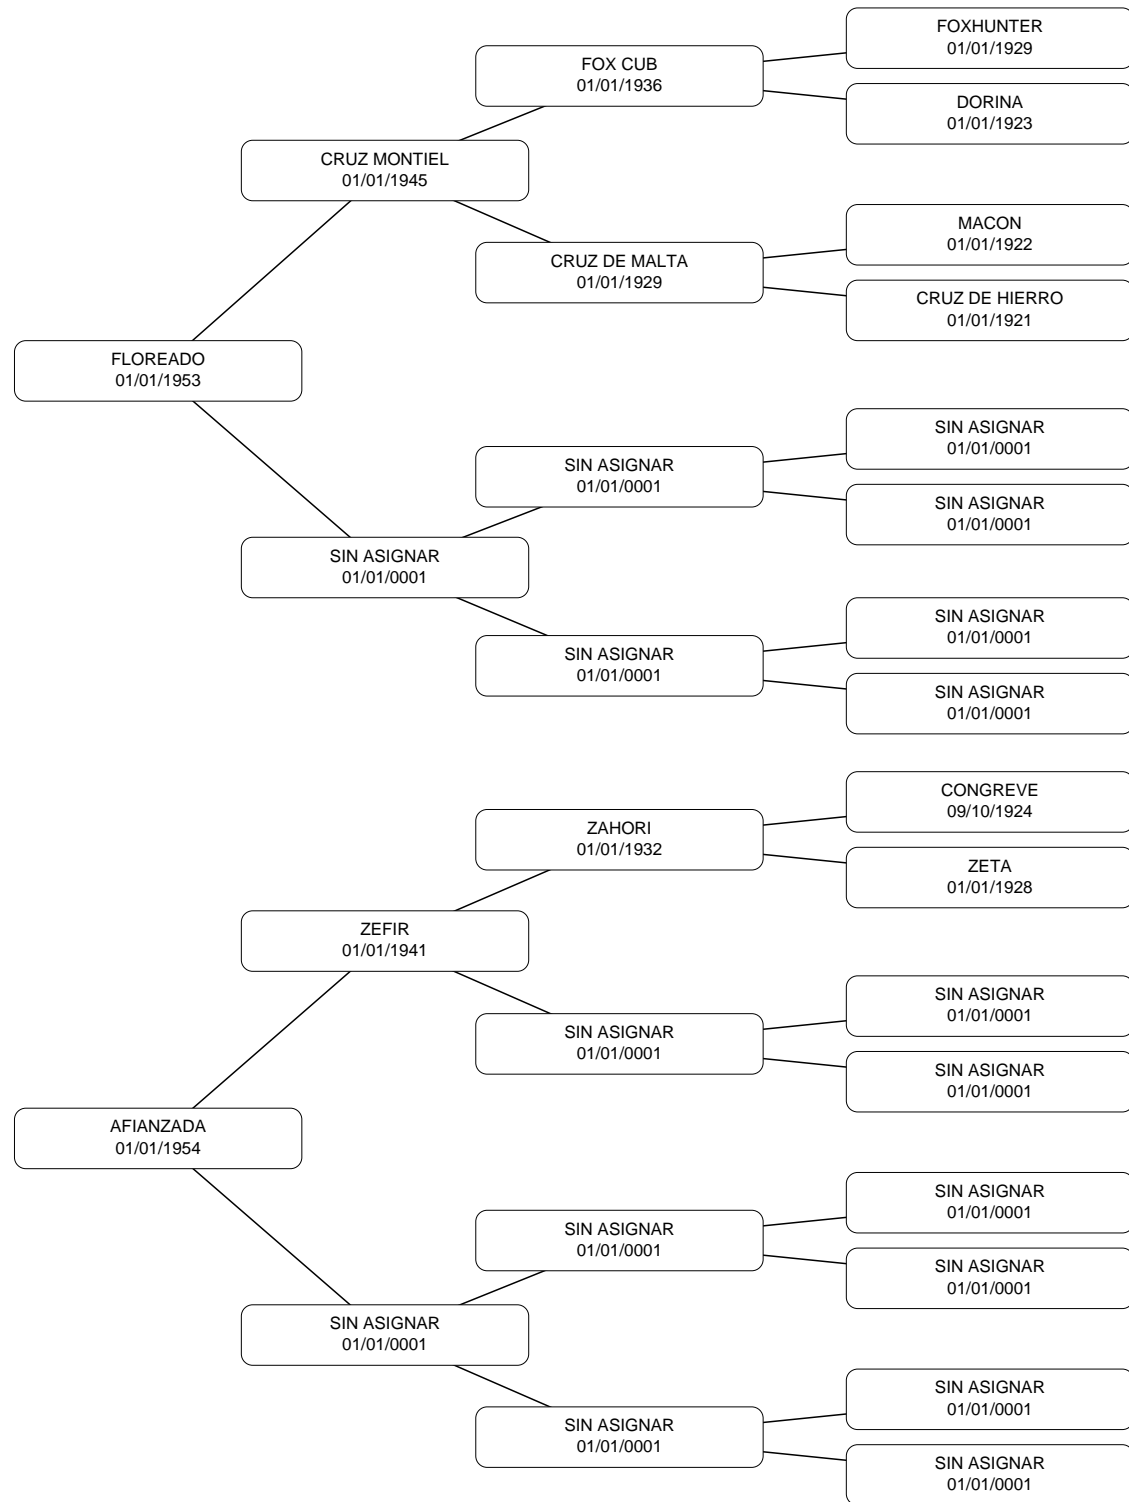 FOXHUNTER
01/01/1929
FOX CUB
01/01/1936
DORINA
01/01/1923
CRUZ MONTIEL
01/01/1945
MACON
01/01/1922
CRUZ DE MALTA
01/01/1929
CRUZ DE HIERRO
01/01/1921
FLOREADO
01/01/1953
SIN ASIGNAR
01/01/0001
SIN ASIGNAR
01/01/0001
SIN ASIGNAR
01/01/0001
SIN ASIGNAR
01/01/0001
SIN ASIGNAR
01/01/0001
SIN ASIGNAR
01/01/0001
SIN ASIGNAR
01/01/0001
CONGREVE
09/10/1924
ZAHORI
01/01/1932
ZETA
01/01/1928
ZEFIR
01/01/1941
SIN ASIGNAR
01/01/0001
SIN ASIGNAR
01/01/0001
SIN ASIGNAR
01/01/0001
AFIANZADA
01/01/1954
SIN ASIGNAR
01/01/0001
SIN ASIGNAR
01/01/0001
SIN ASIGNAR
01/01/0001
SIN ASIGNAR
01/01/0001
SIN ASIGNAR
01/01/0001
SIN ASIGNAR
01/01/0001
SIN ASIGNAR
01/01/0001